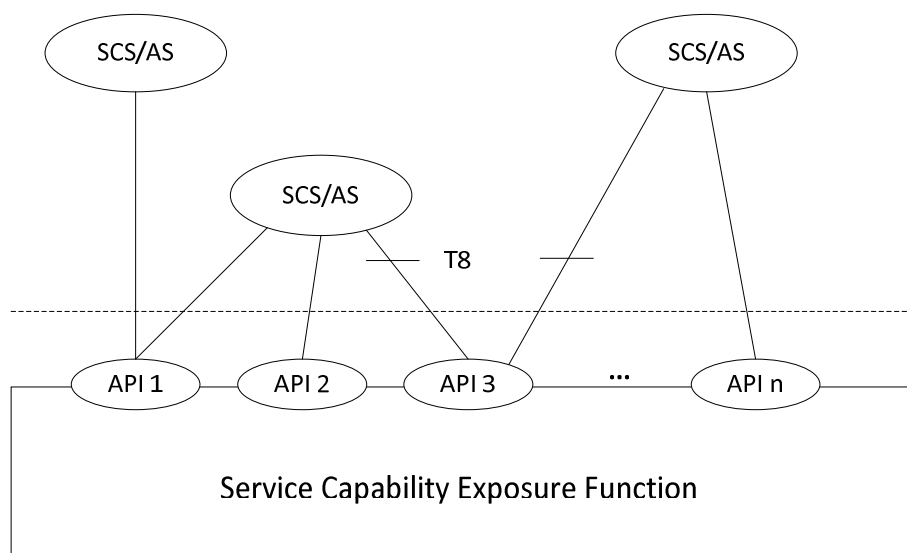 SCS/AS
SCS/AS
SCS/AS
T8
API 1
API 2
API 3
...
API n
Service Capability Exposure Function